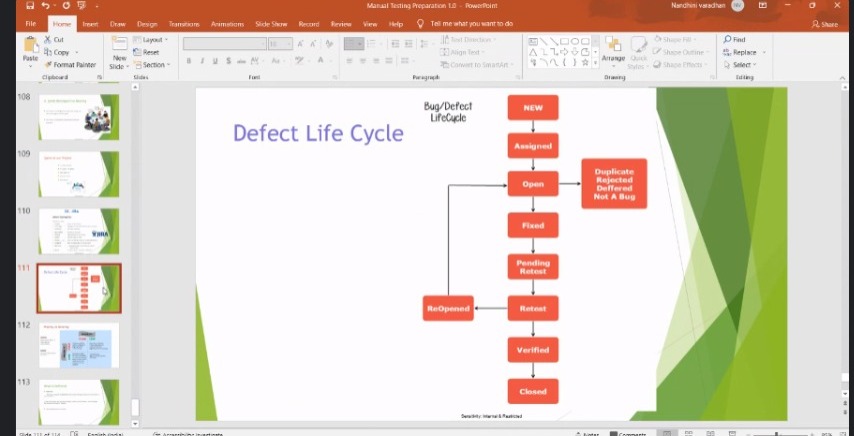 Manual Testing Preparation 1.0 - PowerPoint
Nandhini varadhan
NV
File Home Insert Draw Design Transitions Animations Slide Show Record Review View Help Tell me what you want to do
Share
Paste
Cut
Copy
Format Painter
Clipboard
New
Slide
Layout
Reset
Section
Slides
Font
Text Direction
Align Text
Convert to SmartArt
Paragraph
Arrange
Quick
Styles
Shape Fill
Shape Outline
Shape Effects
Drawing
Find
Replace
Select
Editing
108
109
110
111
112
113
Defect Life Cycle
Bug/Defect
LifeCycle
NEW
Assigned
Open
Duplicate
Rejected
Deffered
Not A Bug
Fixed
Pending
Retest
ReOpened
Retest
Verified
Closed
Sensitivity: Internal & Restricted
English (India)
Accessibility: Investigate
Notes
Comments